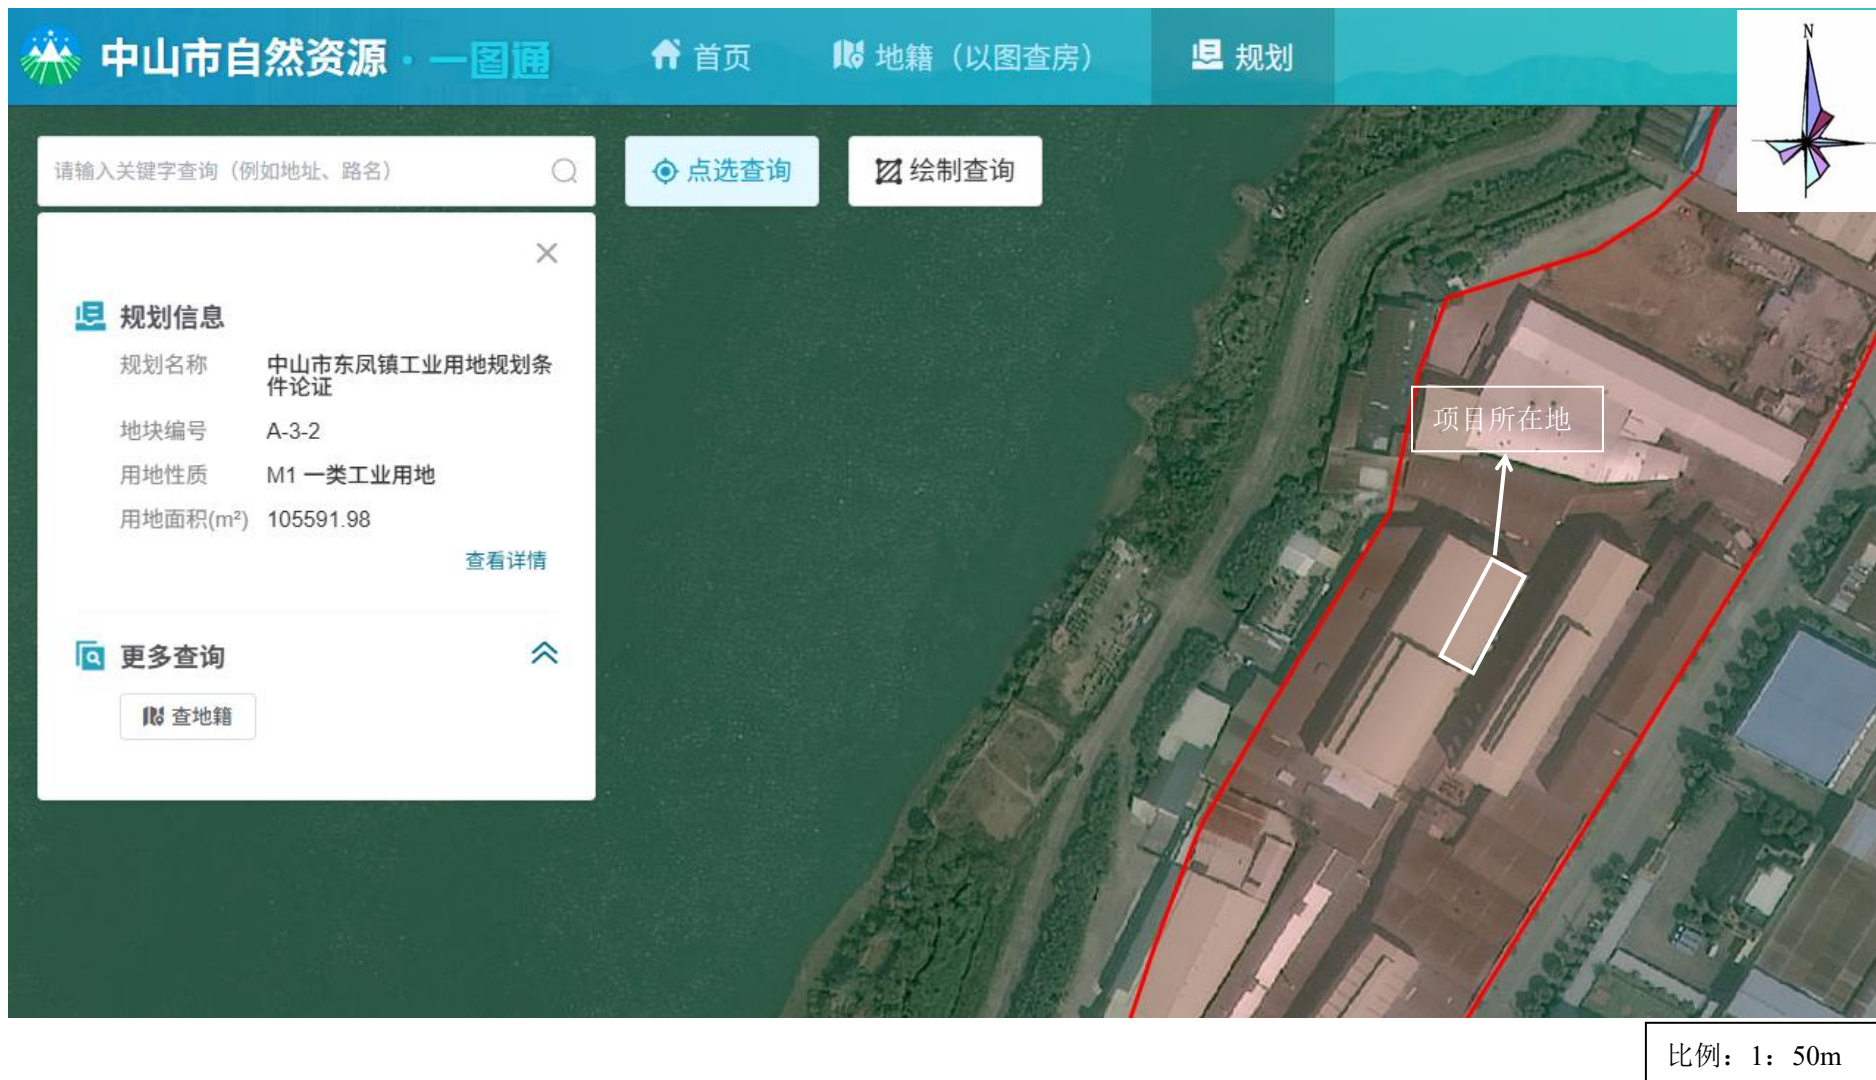 中山市自然资源·一图通
首页
地籍（以图查房）
规划
N
请输入关键字查询（例如地址、路名）
点选查询
绘制查询
规划信息
规划名称 中山市东凤镇工业用地规划条
件论证
地块编号 A-3-2
用地性质 M1 一类工业用地
用地面积(m²) 105591.98
查看详情
更多查询
查地籍
项目所在地
比例：1：50m